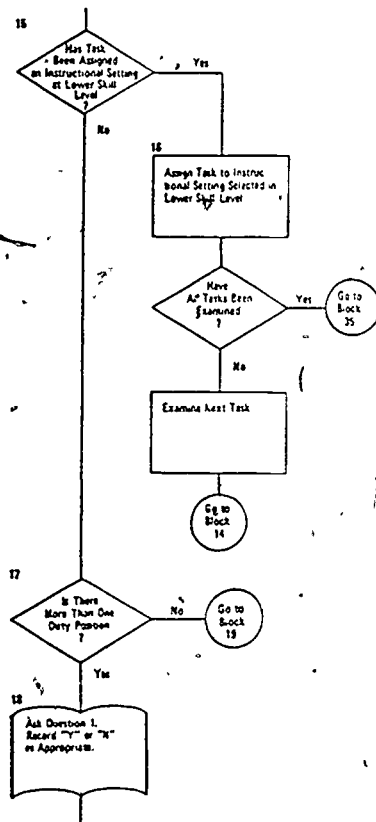 15
Has Task
Been Assigned
an Instructional Setting
at Lower Skill
Level
?
Yes
No
16
Assign Task to Instruc
tional Setting Selected in
Lower Skill Level
Have
All Tasks Been
Examined
?
Yes
Go to
Block
35
No
Examine Next Task
Go to
Block
14
17
Is There
More Than One
Duty Position
?
No
Go to
Block
19
Yes
18
Ask Question 1.
Record "Y" or "N"
as Appropriate.